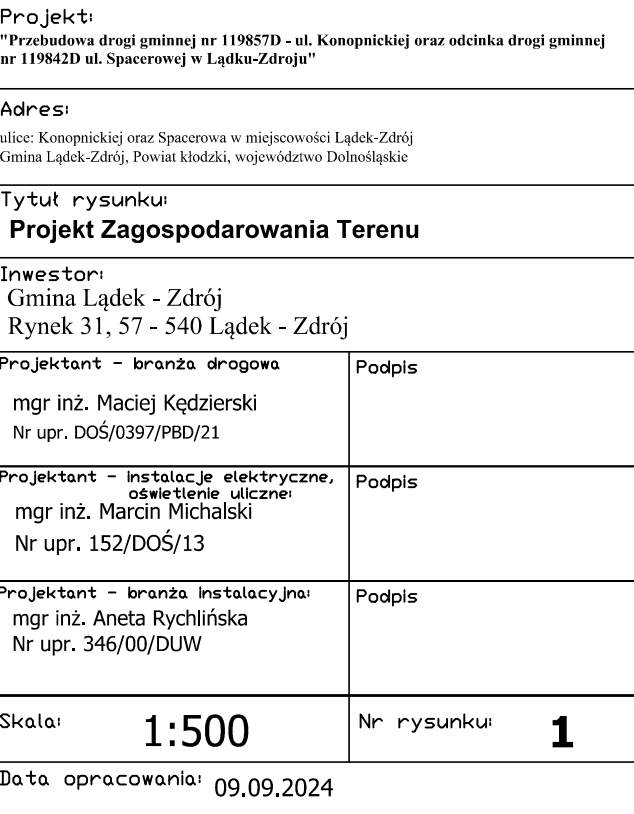 Projekt:
"Przebudowa drogi gminnej nr 119857D - ul. Konopnickiej oraz odcinka drogi gminnej
nr 119842D ul. Spacerowej w Lądku-Zdroju"
Adres:
ulice: Konopnickiej oraz Spacerowa w miejscowości Lądek-Zdrój
Gmina Lądek-Zdrój, Powiat kłodzki, województwo Dolnośląskie
Tytuł rysunku:
Projekt Zagospodarowania Terenu
Inwestor:
Gmina Lądek - Zdrój
Rynek 31, 57 - 540 Lądek - Zdrój
Projektant - branża drogowa
Podpis
mgr inż. Maciej Kędzierski
Nr upr. DOŚ/0397/PBD/21
Projektant - instalacje elektryczne,
oświetlenie uliczne:
Podpis
mgr inż. Marcin Michalski
Nr upr. 152/DOŚ/13
Projektant - branża instalacyjna:
Podpis
mgr inż. Aneta Rychlińska
Nr upr. 346/00/DUW
Skala: 1:500
Nr rysunku: 1
Data opracowania: 09.09.2024